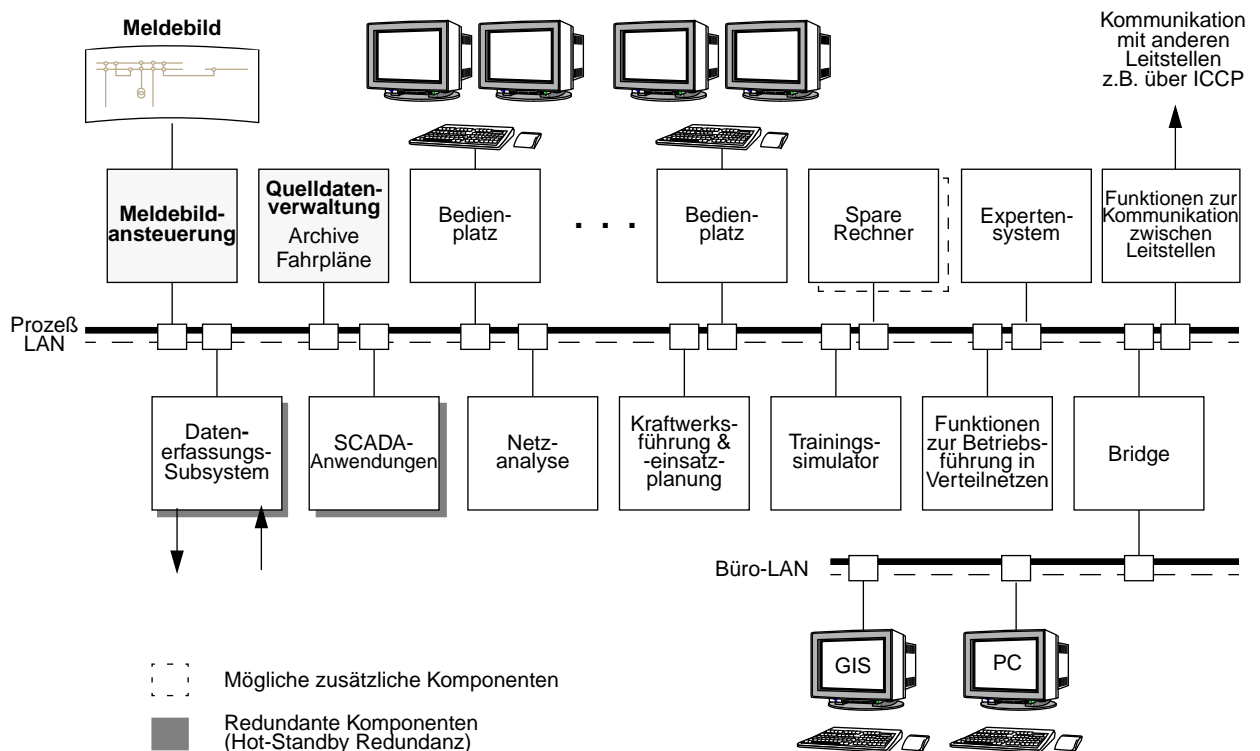 Meldebild
Kommunikation
mit anderen
Leitstellen
z.B. über ICCP
Meldebild-
ansteuerung
Quelldaten-
verwaltung
Archive
Fahrpläne
Bedien-
platz
. . .
Bedien-
platz
Spare
Rechner
Experten-
system
Funktionen zur
Kommunikation
zwischen
Leitstellen
Prozeß
LAN
Daten-
erfassungs-
Subsystem
SCADA-
Anwendungen
Netz-
analyse
Kraftwerks-
führung &
-einsatz-
planung
Trainings-
simulator
Funktionen
zur Betriebs-
führung in
Verteilnetzen
Bridge
Büro-LAN
GIS
PC
Mögliche zusätzliche Komponenten
Redundante Komponenten
(Hot-Standby Redundanz)